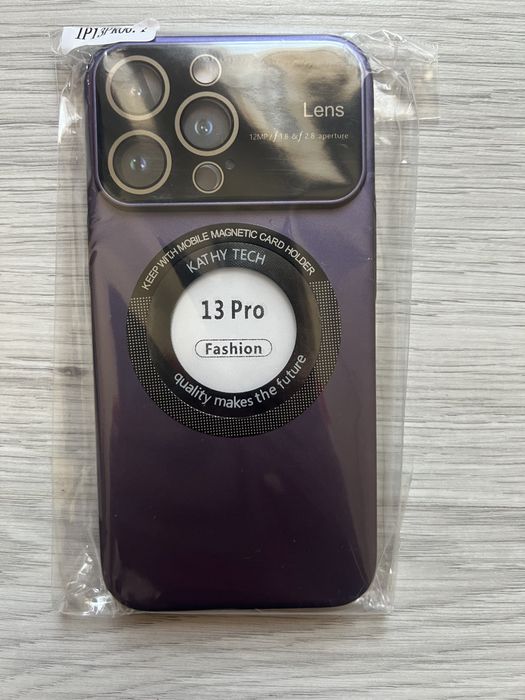 Lens
12MP/ƒ 1.8 & ƒ 2.8 aperture
KEEP WITH MOBILE MAGNETIC CARD HOLDER
KATHY TECH
13 Pro
Fashion
quality makes the future